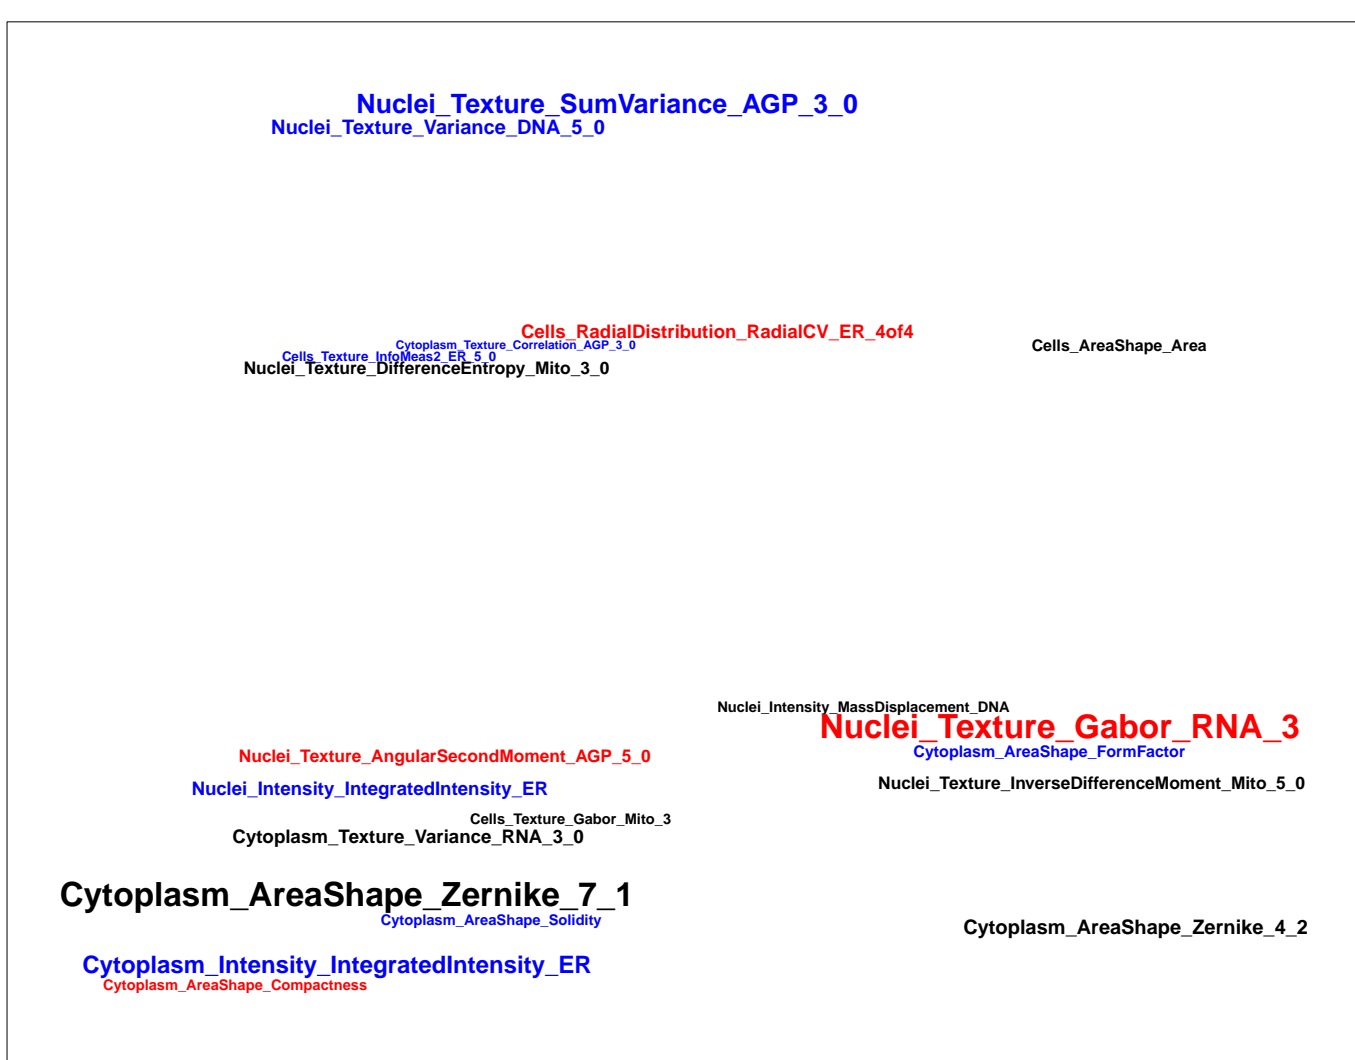 Nuclei_Texture_SumVariance_AGP_3_0
Nuclei_Texture_Variance_DNA_5_0
Cells_RadialDistribution_RadialCV_ER_4of4
Cytoplasm_Texture_Correlation_AGP_3_0
Cells_AreaShape_Area
Cells_Texture_InfoMeas2_ER_5_0
Nuclei_Texture_DifferenceEntropy_Mito_3_0
Nuclei_Intensity_MassDisplacement_DNA
Nuclei_Texture_Gabor_RNA_3
Cytoplasm_AreaShape_FormFactor
Nuclei_Texture_AngularSecondMoment_AGP_5_0
Nuclei_Texture_InverseDifferenceMoment_Mito_5_0
Nuclei_Intensity_IntegratedIntensity_ER
Cells_Texture_Gabor_Mito_3
Cytoplasm_Texture_Variance_RNA_3_0
Cytoplasm_AreaShape_Zernike_7_1
Cytoplasm_AreaShape_Solidity
Cytoplasm_AreaShape_Zernike_4_2
Cytoplasm_Intensity_IntegratedIntensity_ER
Cytoplasm_AreaShape_Compactness